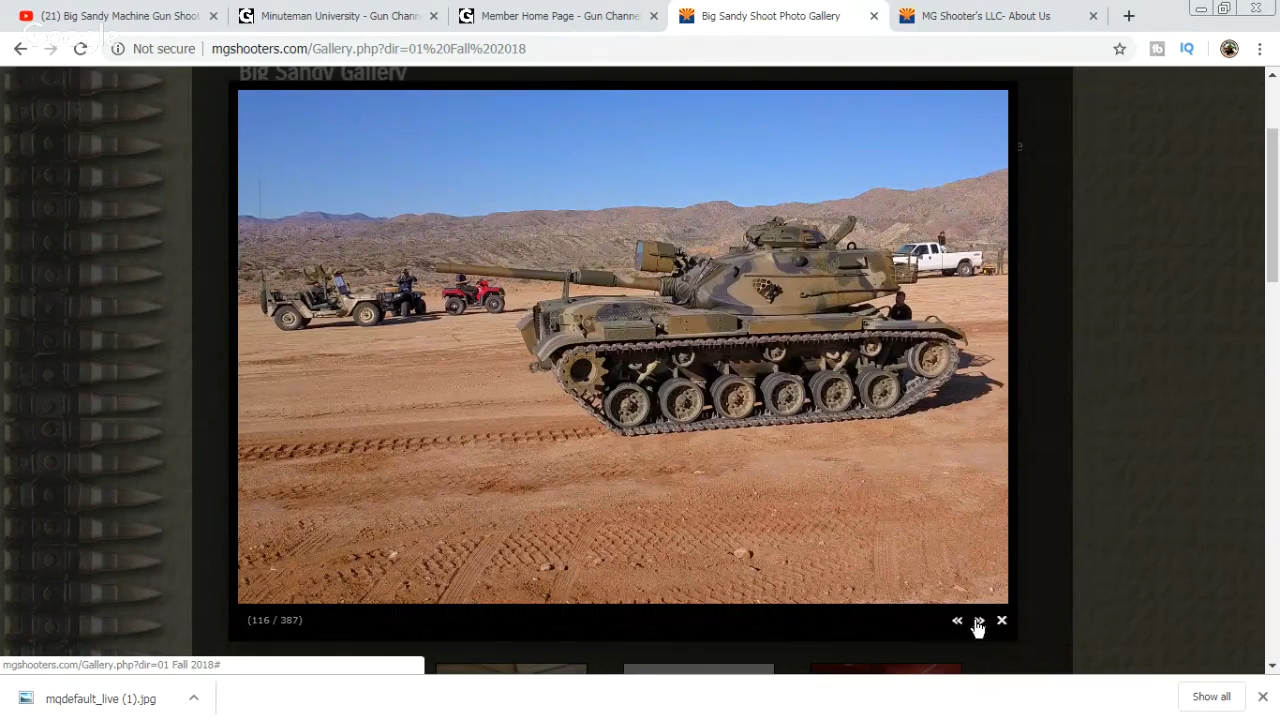 (21) Big Sandy Machine Gun Shoot
Minuteman University - Gun Chann
Member Home Page - Gun Channe
Big Sandy Shoot Photo Gallery
MG Shooter's LLC- About Us
Google
Not secure
mgshooters.com/Gallery.php?dir=01%20Fall%202018
Big Sandy Gallery
(116 / 387)
mgshooters.com/Gallery.php?dir=01 Fall 2018#
mqdefault_live (1).jpg
Show all